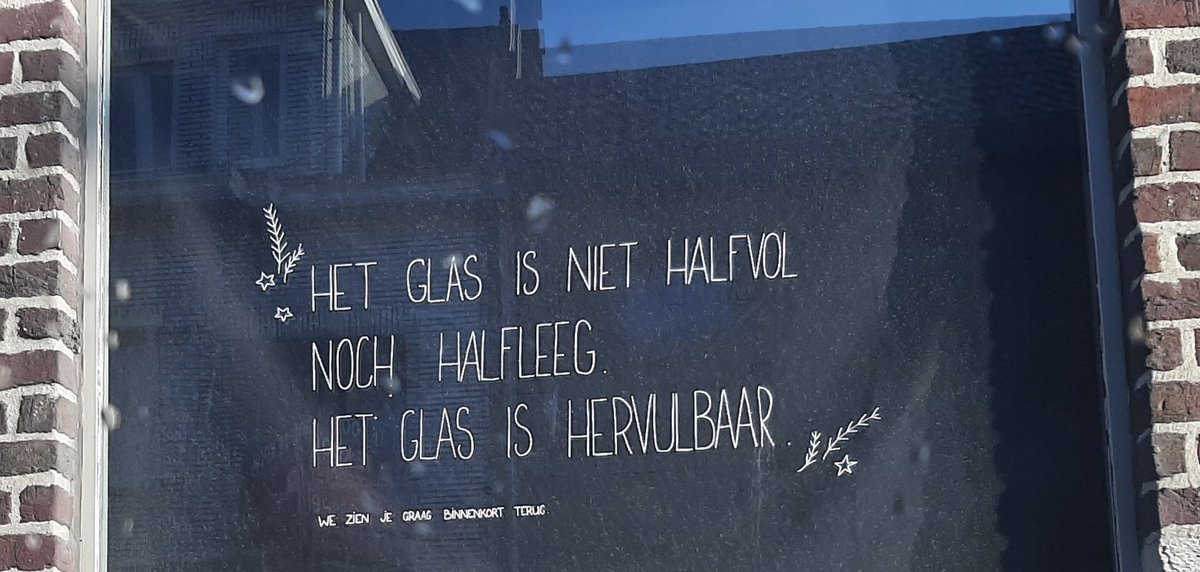 HET GLAS IS NIET HALFVOL
NOCH HALFLEEG.
HET GLAS IS HERVULBAAR.
WE ZIEN JE GRAAG BINNENKORT TERUG.